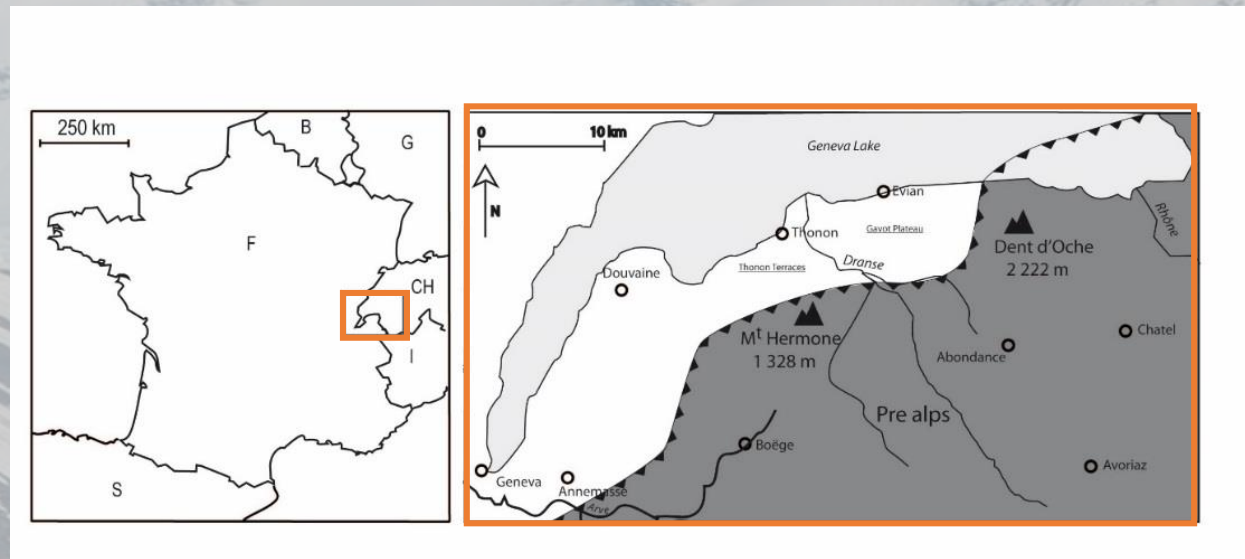 250 km
B
G
F
CH
I
S
0 10 km
N
Geneva Lake
Evian
Thonon
Gavot Plateau
Rhône
Dent d'Oche
2 222 m
Douvaine
Thonon Terraces
Dranse
Mt Hermone
1 328 m
Chatel
Abondance
Pre alps
Boëge
Avoriaz
Geneva
Annemasse
Arve